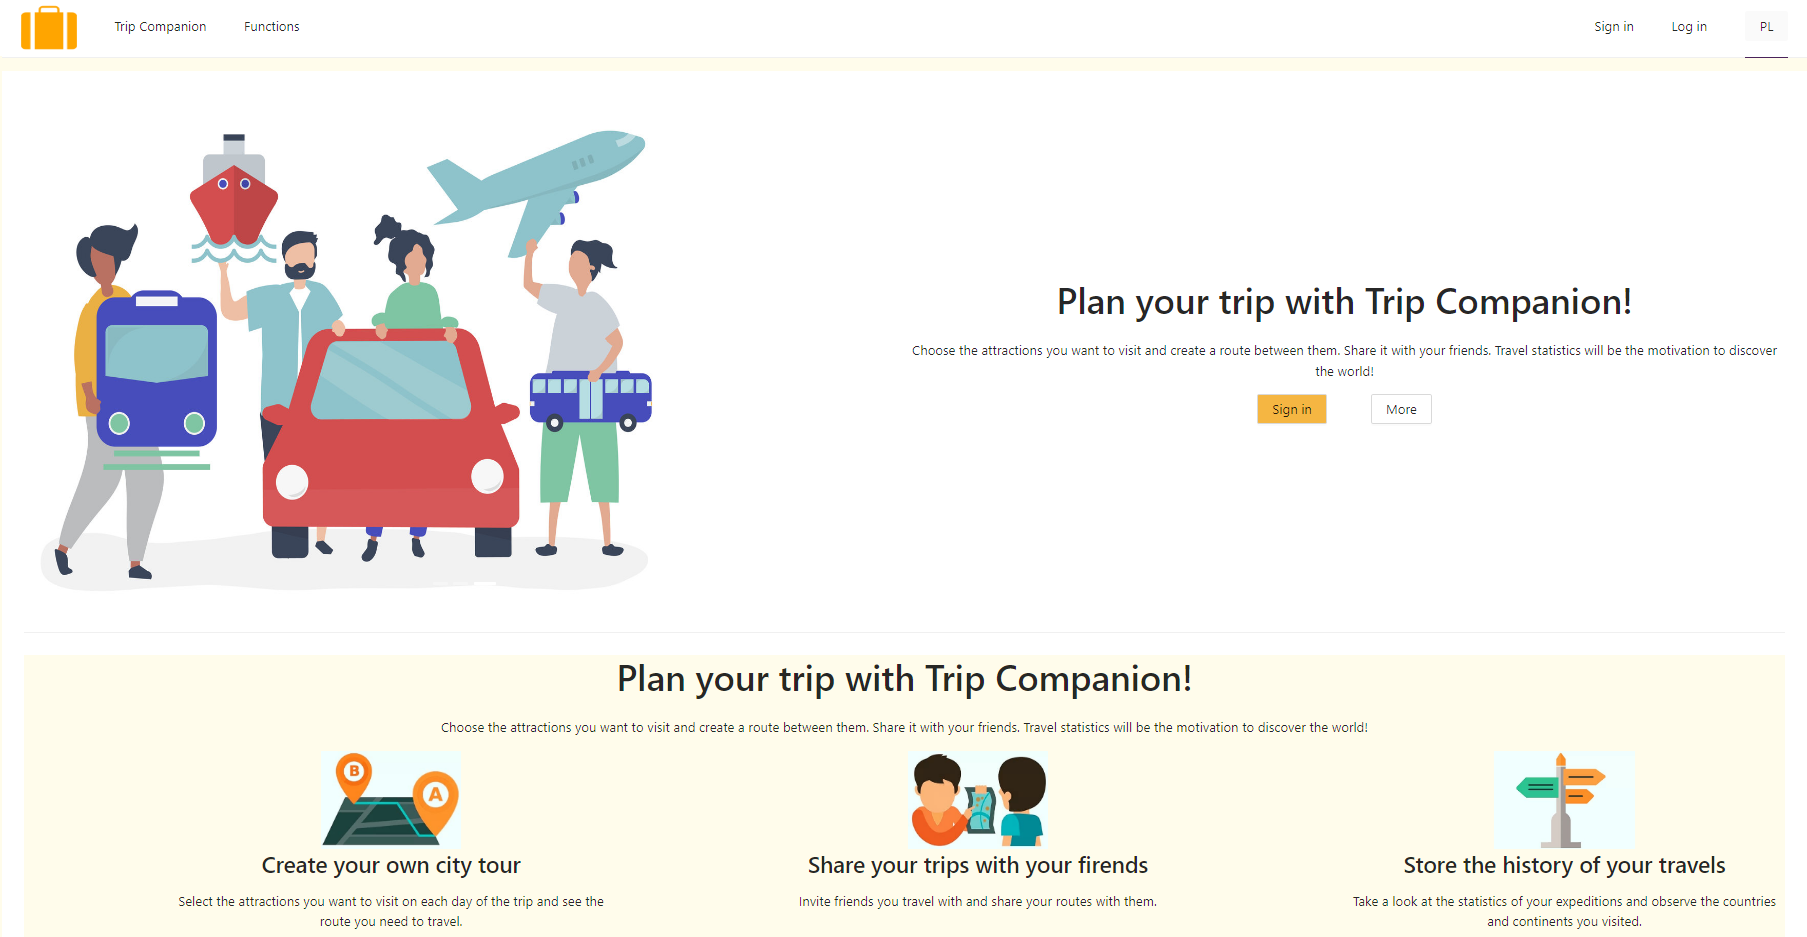 Trip Companion
Functions
Sign in
Log in
PL
Plan your trip with Trip Companion!
Choose the attractions you want to visit and create a route between them. Share it with your friends. Travel statistics will be the motivation to discover
the world!
Sign in
More
Plan your trip with Trip Companion!
Choose the attractions you want to visit and create a route between them. Share it with your friends. Travel statistics will be the motivation to discover the world!
B
A
Create your own city tour
Select the attractions you want to visit on each day of the trip and see the
route you need to travel.
Share your trips with your firends
Invite friends you travel with and share your routes with them.
Store the history of your travels
Take a look at the statistics of your expeditions and observe the countries
and continents you visited.